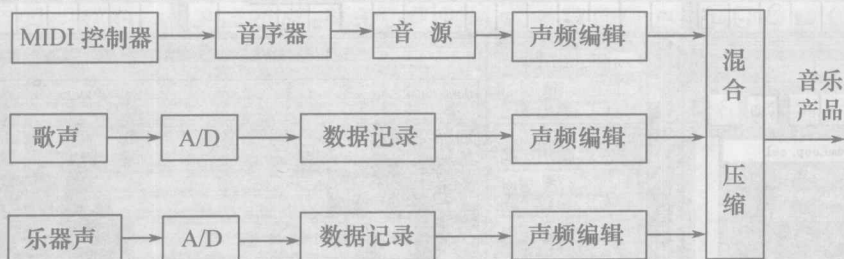 MIDI 控制器
音序器
音 源
声频编辑
歌声
A/D
数据记录
声频编辑
乐器声
A/D
数据记录
声频编辑
混
合
压
缩
音乐
产品